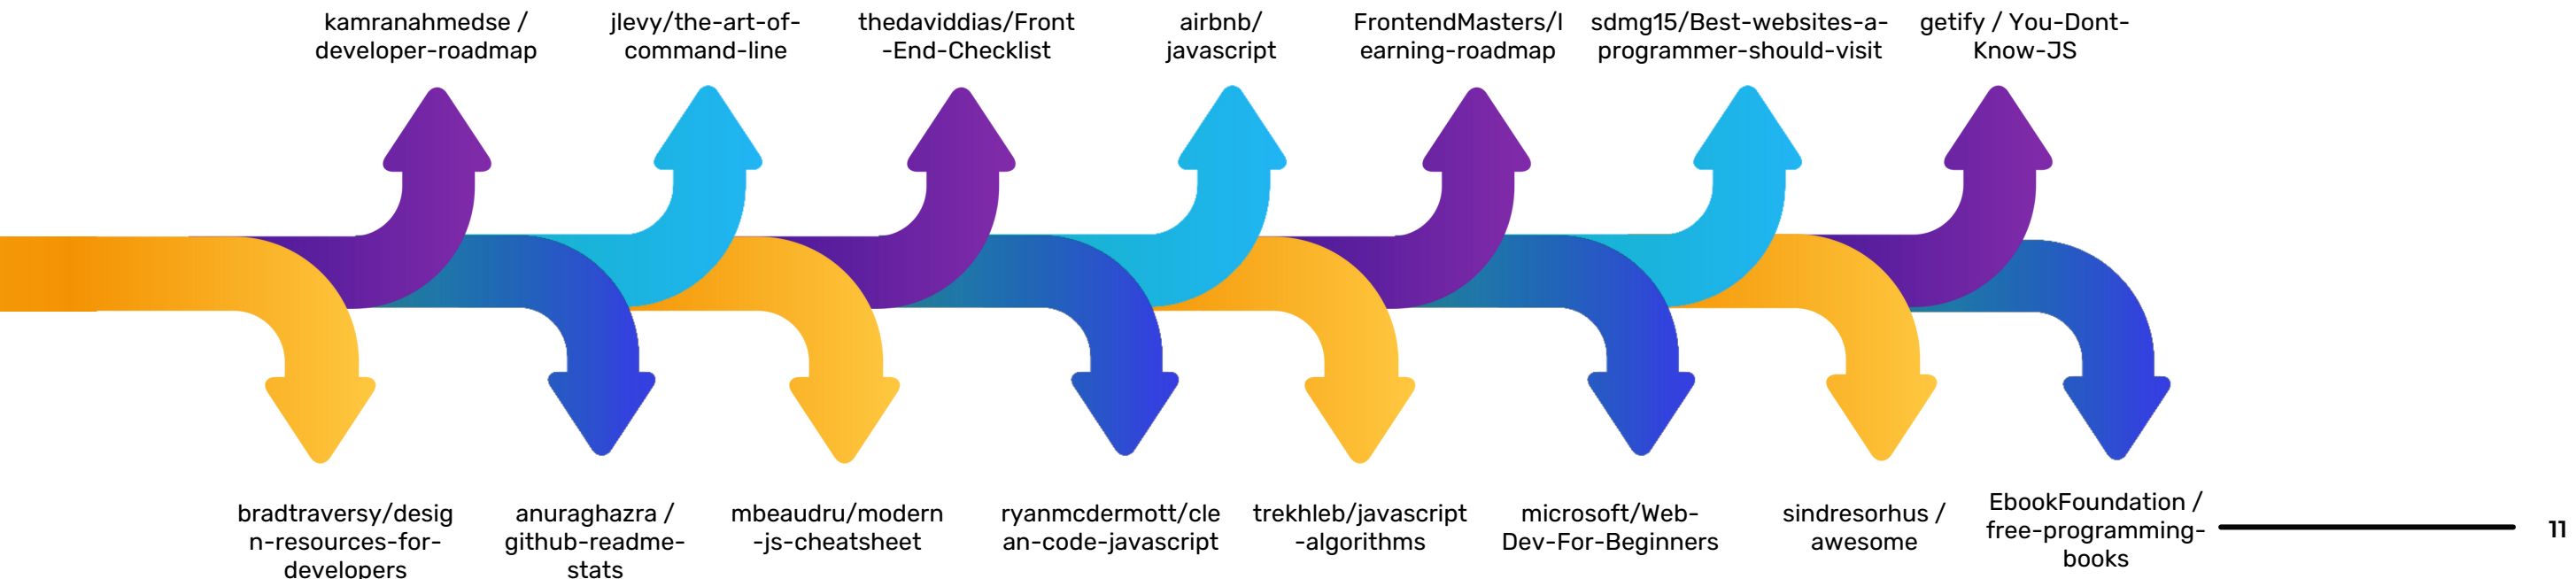 kamranahmedse /
developer-roadmap
jlevy/the-art-of-
command-line
thedaviddias/Front
-End-Checklist
airbnb/
javascript
FrontendMasters/l
earning-roadmap
sdmg15/Best-websites-a-
programmer-should-visit
getify / You-Dont-
Know-JS
bradtraversy/desig
n-resources-for-
developers
anuraghazra /
github-readme-
stats
mbeaudru/modern
-js-cheatsheet
ryanmcdermott/cle
an-code-javascript
trekhleb/javascript
-algorithms
microsoft/Web-
Dev-For-Beginners
sindresorhus /
awesome
EbookFoundation /
free-programming-
books
11